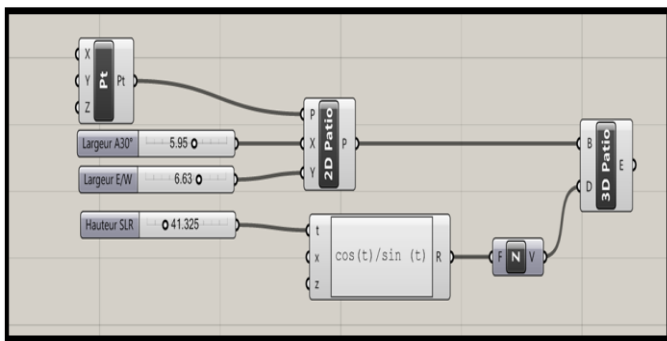 X
Y
Z
Pt
Pt
Largeur A30° 5.95
Largeur E/W 6.63
P
X
Y
2D Patio
P
B
D
3D Patio
E
Hauteur SLR 41.325
t
x
z
cos(t)/sin (t)
R
F
Z
V